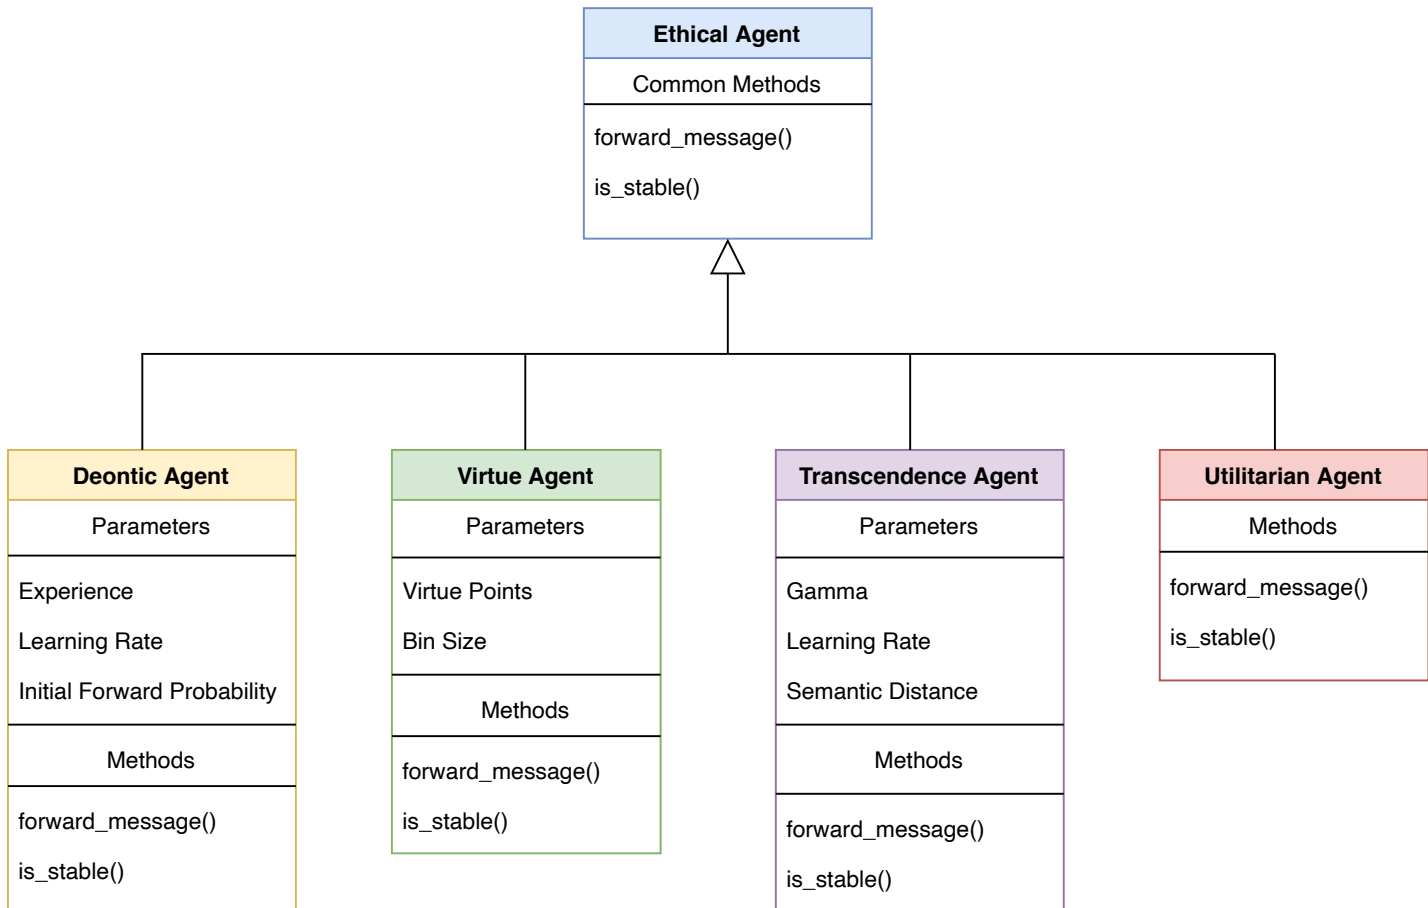 Ethical Agent
Common Methods
forward_message()
is_stable()
Deontic Agent
Parameters
Experience
Learning Rate
Initial Forward Probability
Methods
forward_message()
is_stable()
Virtue Agent
Parameters
Virtue Points
Bin Size
Methods
forward_message()
is_stable()
Transcendence Agent
Parameters
Gamma
Learning Rate
Semantic Distance
Methods
forward_message()
is_stable()
Utilitarian Agent
Methods
forward_message()
is_stable()